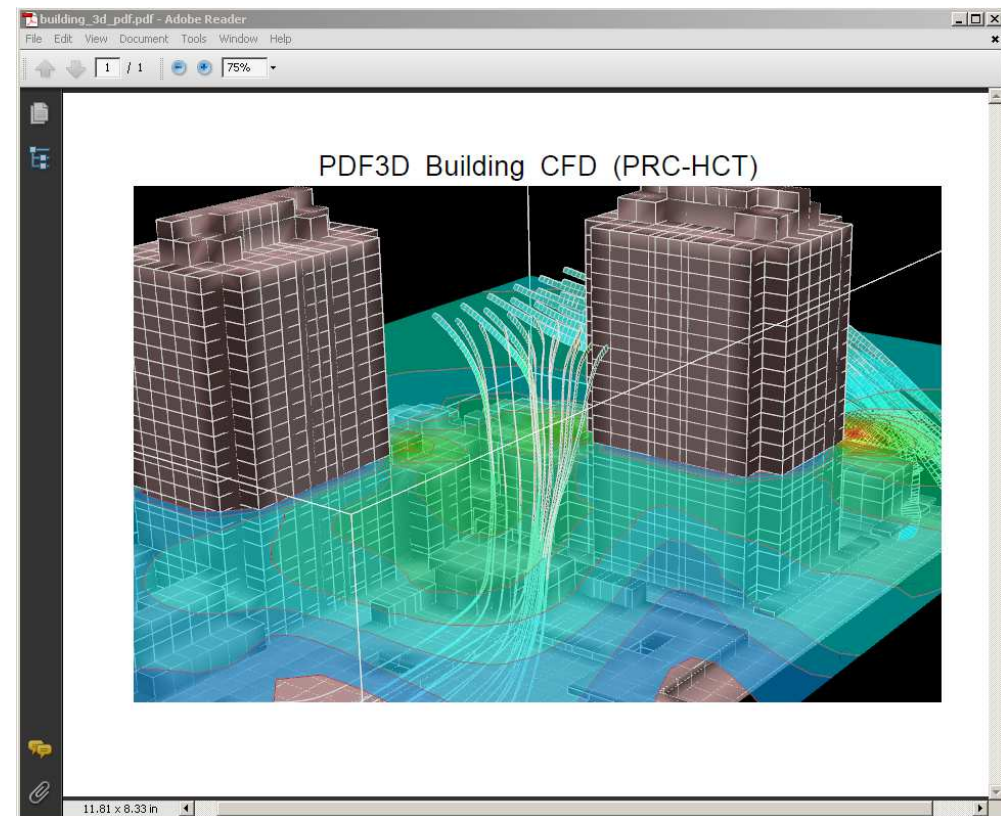 building_3d_pdf.pdf - Adobe Reader
File Edit View Document Tools Window Help
1 / 1 75%
PDF3D Building CFD (PRC-HCT)
11.81 x 8.33 in